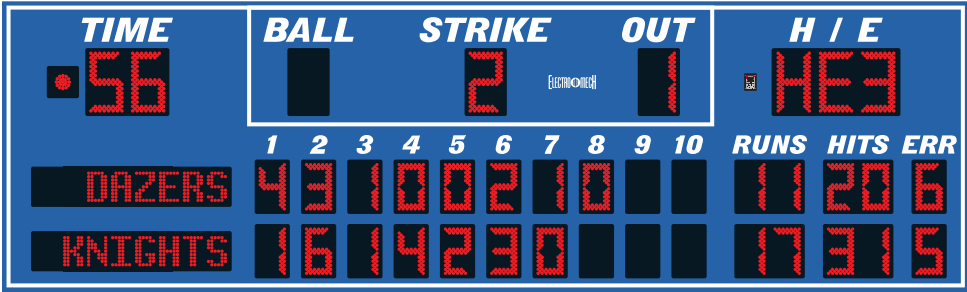 TIME BALL STRIKE OUT H / E
56 2 1 HE3
ELECTRO MECH
1 2 3 4 5 6 7 8 9 10 RUNS HITS ERR
DAZERS 4 3 1 0 0 2 1 0 11 20 6
KNIGHTS 1 6 1 4 2 3 0 17 31 5